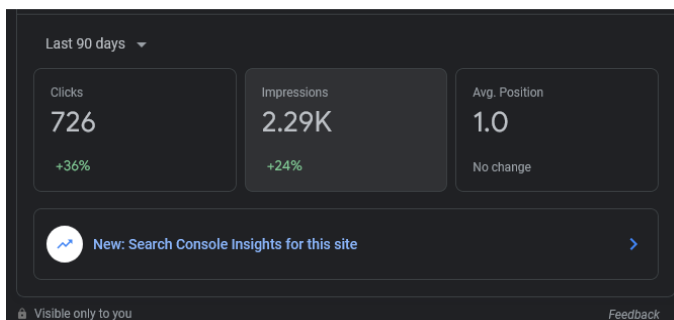 Last 90 days
Clicks
726
+36%
Impressions
2.29K
+24%
Avg. Position
1.0
No change
New: Search Console Insights for this site
Visible only to you
Feedback